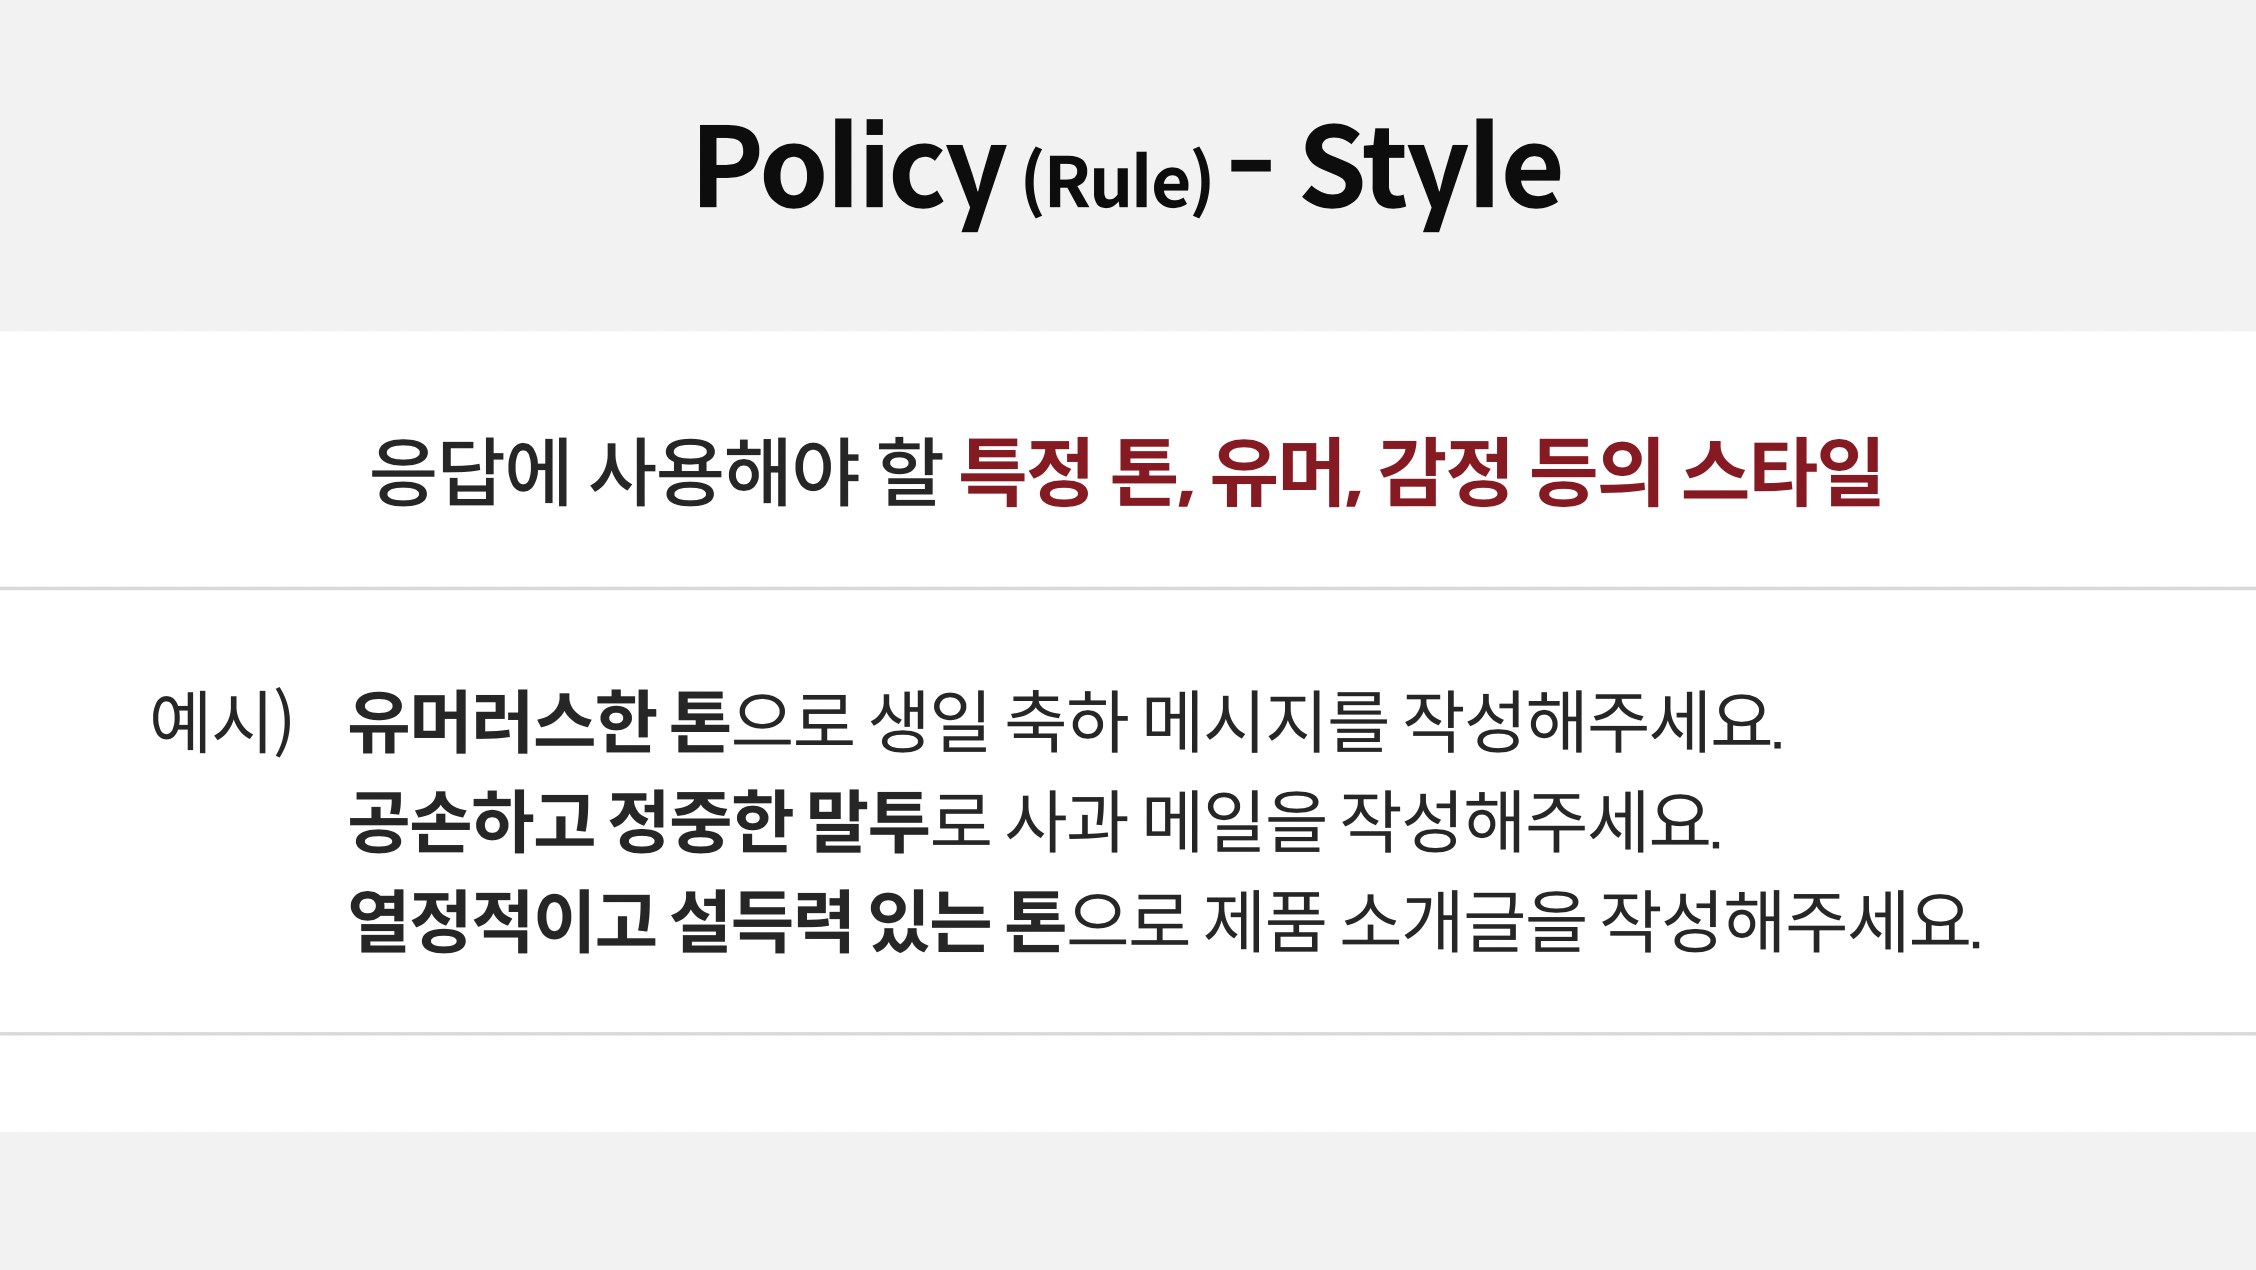 Policy (Rule) - Style
응답에 사용해야 할 특정 톤, 유머, 감정 등의 스타일
예시) 유머러스한 톤으로 생일 축하 메시지를 작성해주세요.
공손하고 정중한 말투로 사과 메일을 작성해주세요.
열정적이고 설득력 있는 톤으로 제품 소개글을 작성해주세요.